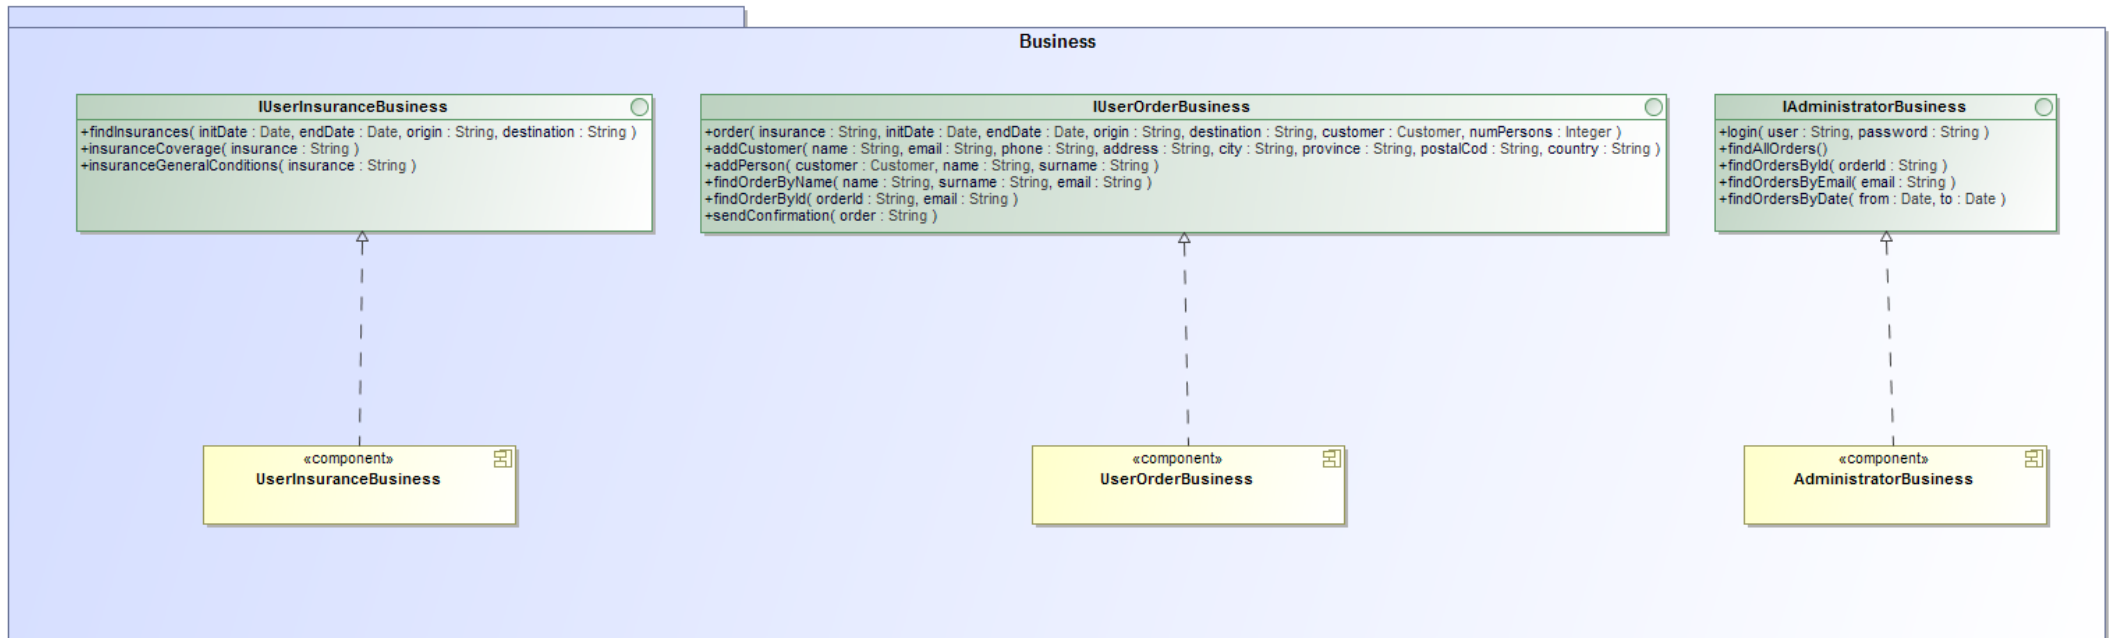 Business
IUserInsuranceBusiness
+findInsurances( initDate : Date, endDate : Date, origin : String, destination : String )
+insuranceCoverage( insurance : String )
+insuranceGeneralConditions( insurance : String )
IUserOrderBusiness
+order( insurance : String, initDate : Date, endDate : Date, origin : String, destination : String, customer : Customer, numPersons : Integer )
+addCustomer( name : String, email : String, phone : String, address : String, city : String, province : String, postalCod : String, country : String )
+addPerson( customer : Customer, name : String, surname : String )
+findOrderByName( name : String, surname : String, email : String )
+findOrderById( orderId : String, email : String )
+sendConfirmation( order : String )
IAdministratorBusiness
+login( user : String, password : String )
+findAllOrders()
+findOrdersById( orderId : String )
+findOrdersByEmail( email : String )
+findOrdersByDate( from : Date, to : Date )
«component»
UserInsuranceBusiness
«component»
UserOrderBusiness
«component»
AdministratorBusiness